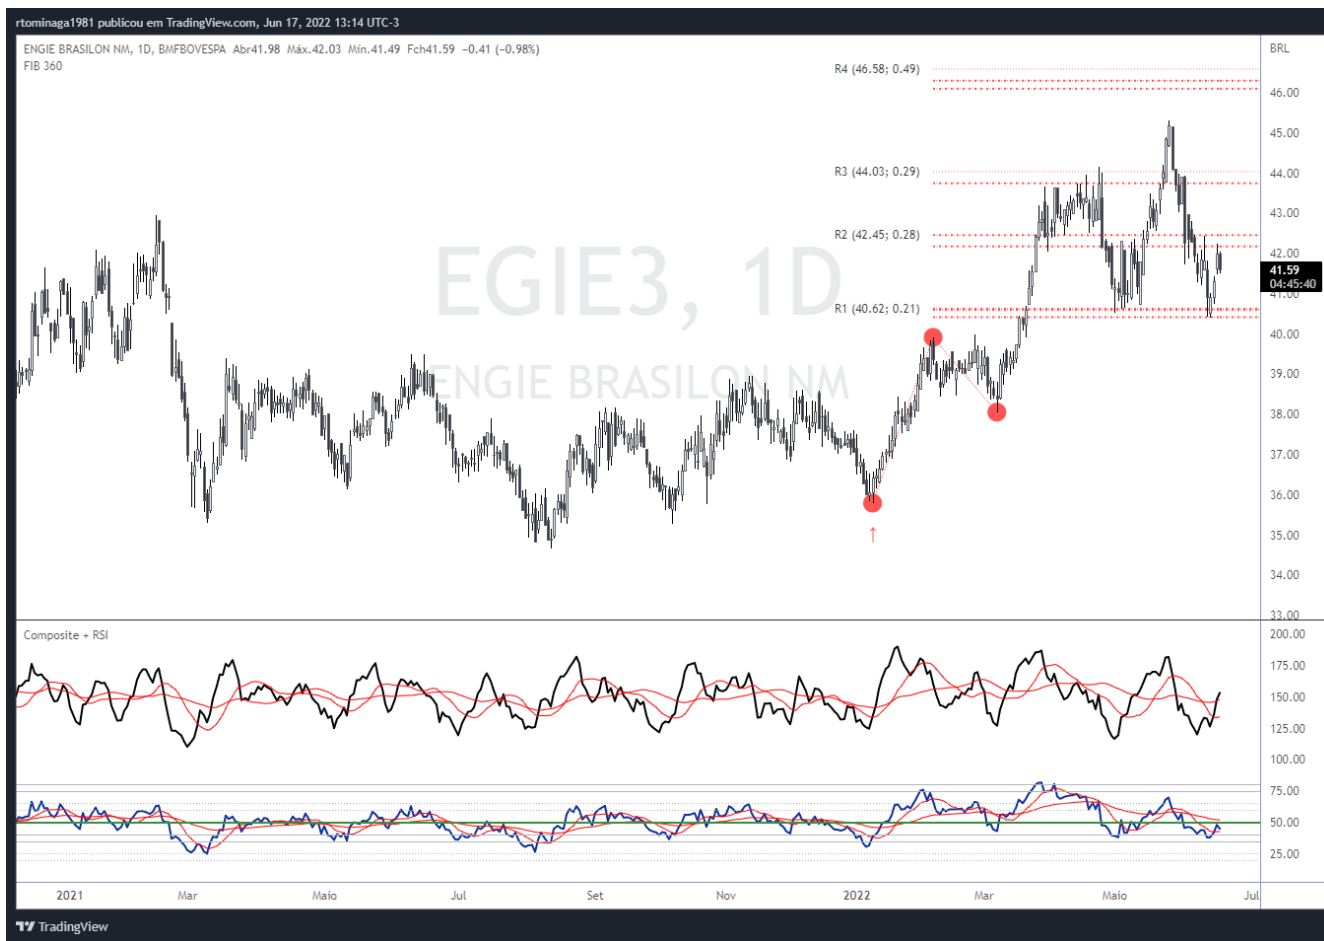 rtominaga1981 publicou em TradingView.com, Jun 17, 2022 13:14 UTC-3
ENGIE BRASILON NM, 1D, BMFBOVESPA Abr41.98 Máx.42.03 Mín.41.49 Fch41.59 −0.41 (−0.98%)
FIB 360
BRL
R4 (46.58; 0.49)
46.00
45.00
R3 (44.03; 0.29)
44.00
43.00
R2 (42.45; 0.28)
42.00
EGIE3, 1D
41.59
04:45:40
41.00
R1 (40.62; 0.21)
40.00
ENGIE BRASILON NM
39.00
38.00
37.00
36.00
35.00
34.00
33.00
Composite + RSI
200.00
175.00
150.00
125.00
100.00
75.00
50.00
25.00
2021 Mar Maio Jul Set Nov 2022 Mar Maio Jul
TradingView